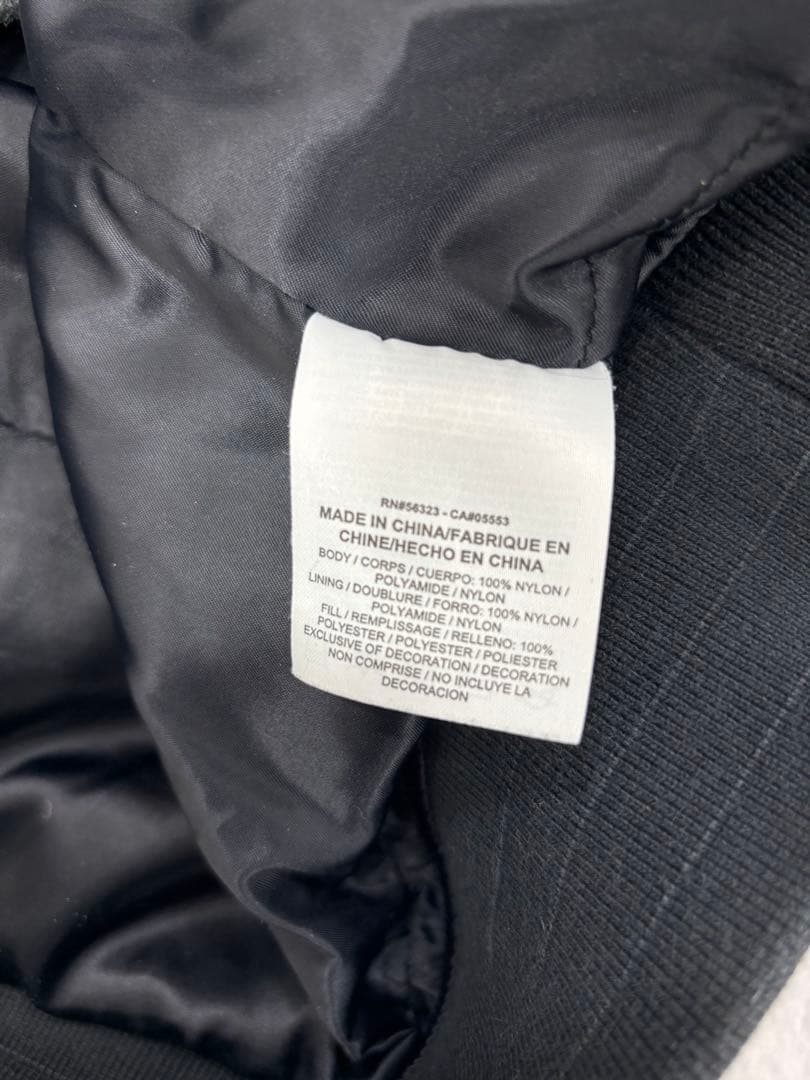 RN#56323 - CA#05553
MADE IN CHINA/FABRIQUE EN
CHINE/HECHO EN CHINA
BODY / CORPS / CUERPO: 100% NYLON /
POLYAMIDE / NYLON
LINING / DOUBLURE / FORRO: 100% NYLON /
POLYAMIDE / NYLON
FILL / REMPLISSAGE / RELLENO: 100%
POLYESTER / POLYESTER / POLIESTER
EXCLUSIVE OF DECORATION / DECORATION
NON COMPRISE / NO INCLUYE LA
DECORACION